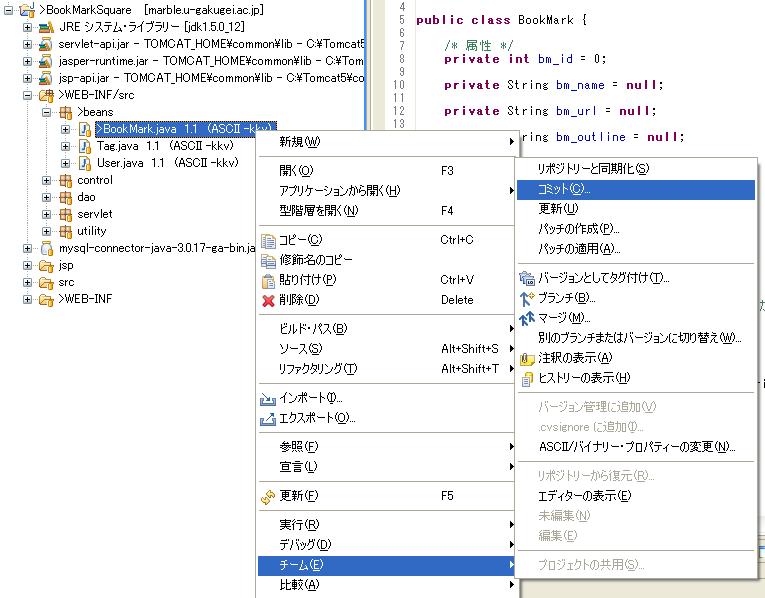 >BookMarkSquare [marble.u-gakugei.ac.jp]
JRE システム・ライブラリー [jdk1.5.0_12]
servlet-api.jar - TOMCAT_HOME¥common¥lib - C:¥Tomcat5
jasper-runtime.jar - TOMCAT_HOME¥common¥lib - C:¥Tom
jsp-api.jar - TOMCAT_HOME¥common¥lib - C:¥Tomcat5¥co
>WEB-INF/src
>beans
>BookMark.java 1.1 (ASCII -kkv)
Tag.java 1.1 (ASCII -kkv)
User.java 1.1 (ASCII -kkv)
control
dao
servlet
utility
mysql-connector-java-3.0.17-ga-bin.ja
jsp
src
>WEB-INF
4
5 public class BookMark {
6
7 /* 属性 */
8 private int bm_id = 0;
9
10 private String bm_name = null;
11
12 private String bm_url = null;
13
ring bm_outline = null;
新規(W)
開く(O) F3
アプリケーションから開く(H)
型階層を開く(N) F4
コピー(C) Ctrl+C
修飾名のコピー
貼り付け(P) Ctrl+V
削除(D) Delete
ビルド・パス(B)
ソース(S) Alt+Shift+S
リファクタリング(T) Alt+Shift+T
インポート(I)...
エクスポート(O)...
参照(F)
宣言(L)
更新(F) F5
実行(R)
デバッグ(D)
チーム(E)
比較(A)
リポジトリーと同期化(S)
コミット(C)...
更新(U)
パッチの作成(P)...
パッチの適用(A)...
バージョンとしてタグ付け(T)...
ブランチ(B)...
マージ(M)...
別のブランチまたはバージョンに切り替え(W)...
注釈の表示(A)
ヒストリーの表示(H)
バージョン管理に追加(V)
.cvsignore に追加(I)...
ASCII/バイナリー・プロパティーの変更(N)...
リポジトリーから復元(R)...
エディターの表示(E)
未編集(N)
編集(E)
プロジェクトの共用(S)...